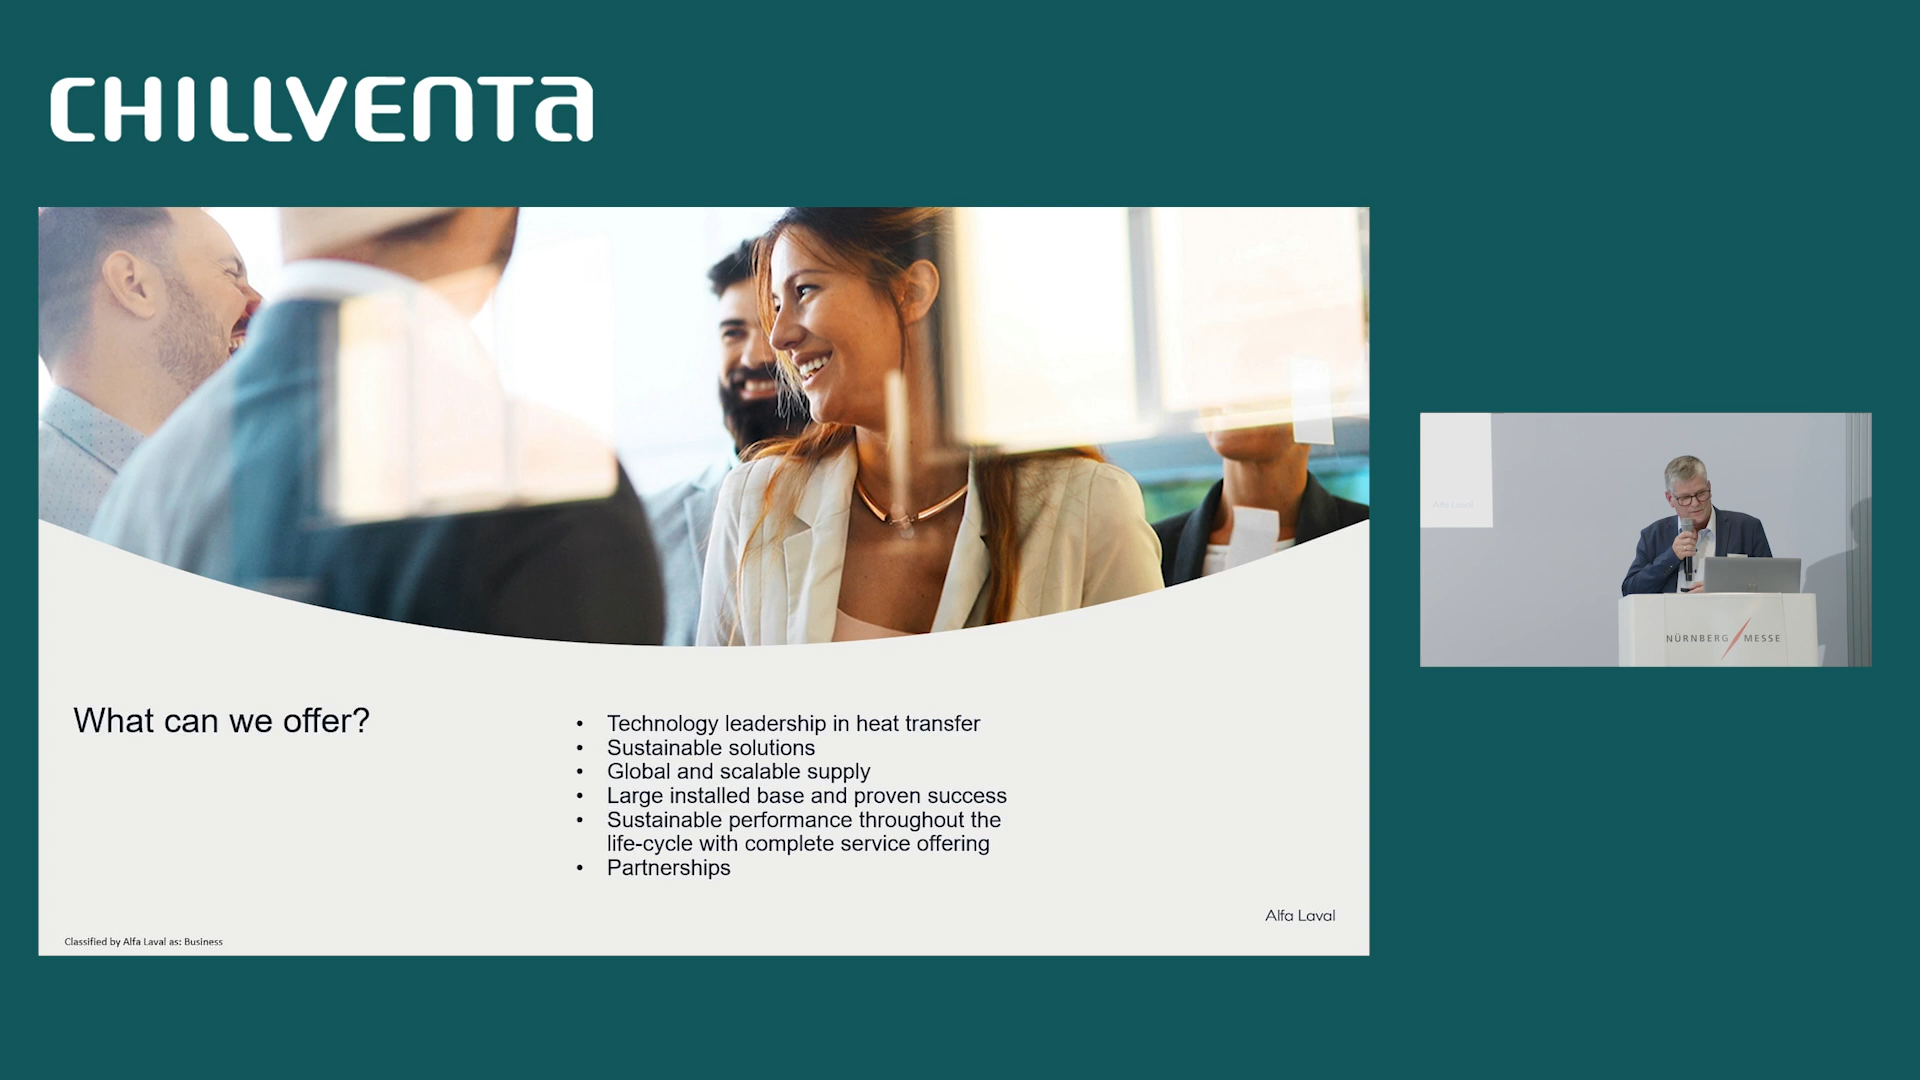 CHILLVENTA
What can we offer?
• Technology leadership in heat transfer
• Sustainable solutions
• Global and scalable supply
• Large installed base and proven success
• Sustainable performance throughout the
life-cycle with complete service offering
• Partnerships
Alfa Laval
Classified by Alfa Laval as: Business
Alfa Laval
NÜRNBERG MESSE